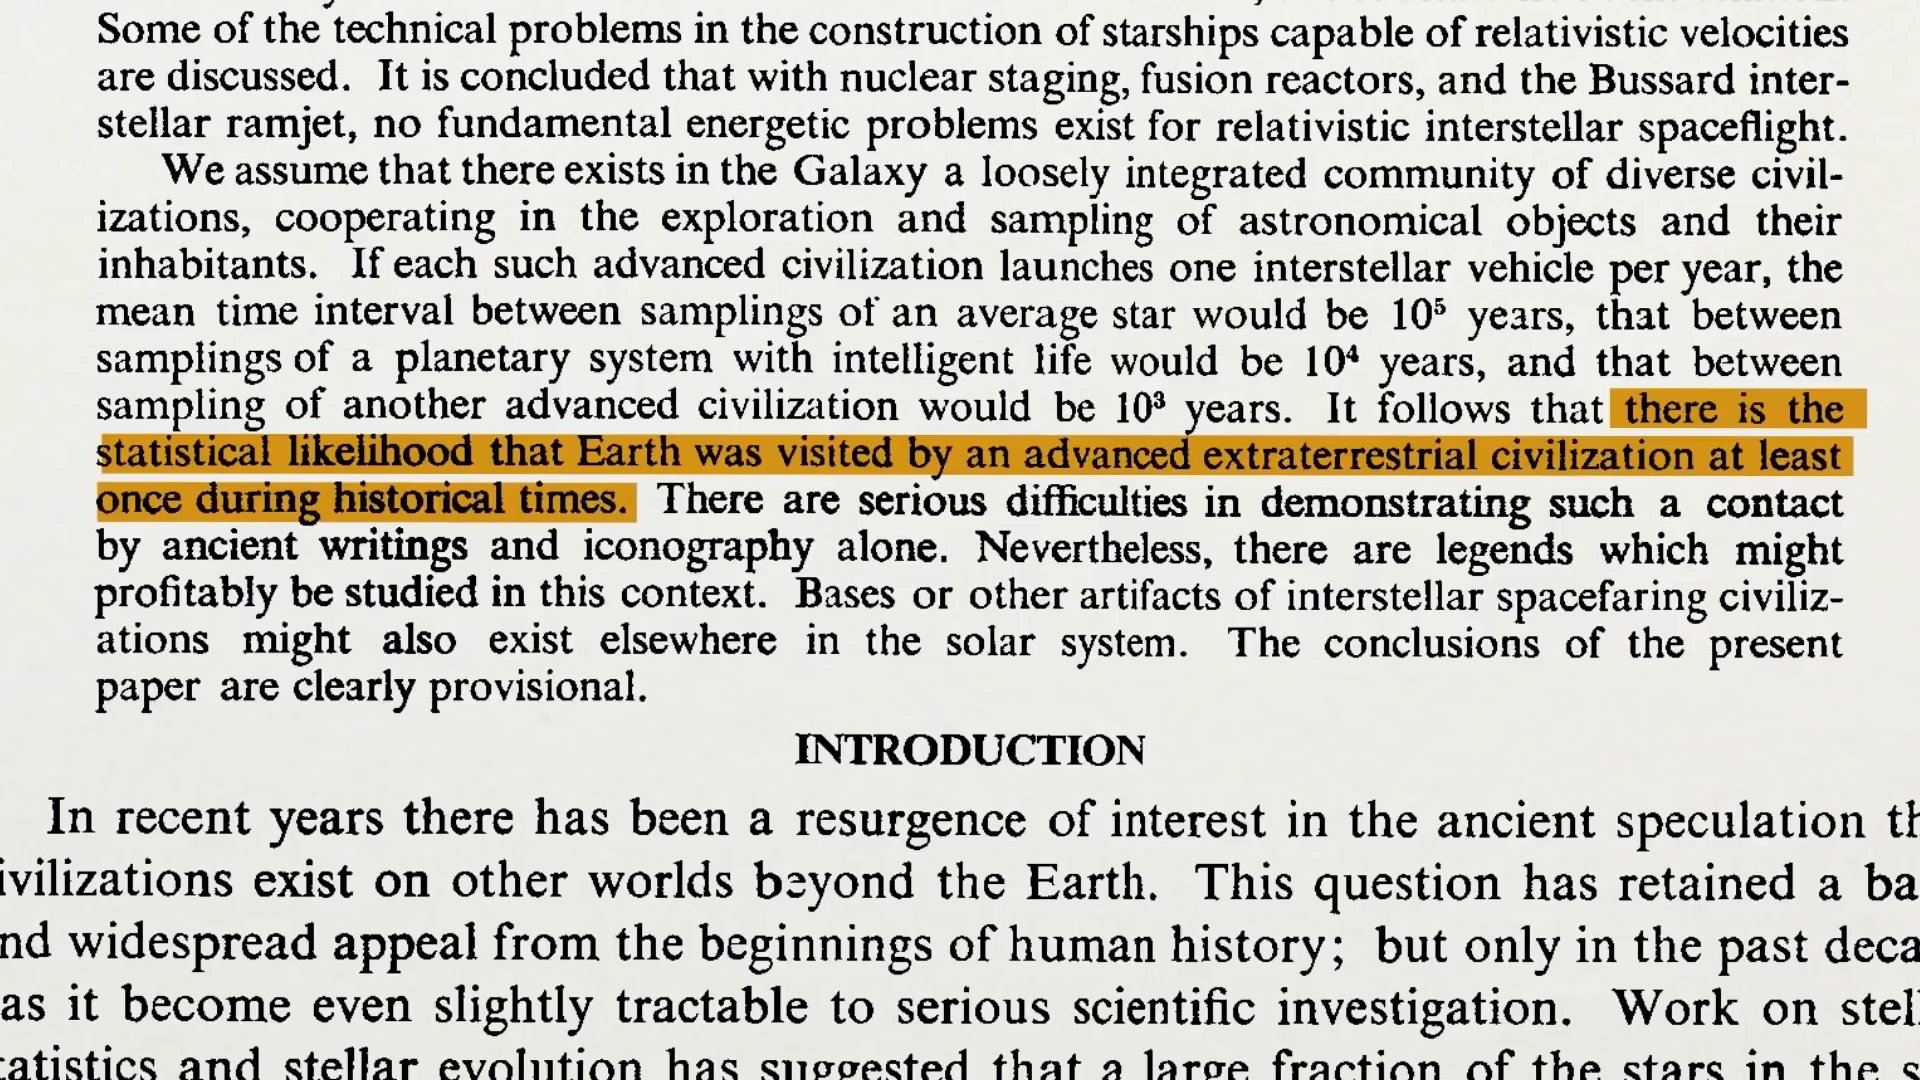 Some of the technical problems in the construction of starships capable of relativistic velocities
are discussed. It is concluded that with nuclear staging, fusion reactors, and the Bussard inter-
stellar ramjet, no fundamental energetic problems exist for relativistic interstellar spaceflight.
We assume that there exists in the Galaxy a loosely integrated community of diverse civil-
izations, cooperating in the exploration and sampling of astronomical objects and their
inhabitants. If each such advanced civilization launches one interstellar vehicle per year, the
mean time interval between samplings of an average star would be 10⁵ years, that between
samplings of a planetary system with intelligent life would be 10⁴ years, and that between
sampling of another advanced civilization would be 10³ years. It follows that there is the
statistical likelihood that Earth was visited by an advanced extraterrestrial civilization at least
once during historical times. There are serious difficulties in demonstrating such a contact
by ancient writings and iconography alone. Nevertheless, there are legends which might
profitably be studied in this context. Bases or other artifacts of interstellar spacefaring civiliz-
ations might also exist elsewhere in the solar system. The conclusions of the present
paper are clearly provisional.
INTRODUCTION
In recent years there has been a resurgence of interest in the ancient speculation th
ivilizations exist on other worlds beyond the Earth. This question has retained a ba
nd widespread appeal from the beginnings of human history; but only in the past deca
as it become even slightly tractable to serious scientific investigation. Work on stell
tatistics and stellar evolution has suggested that a large fraction of the stars in the s